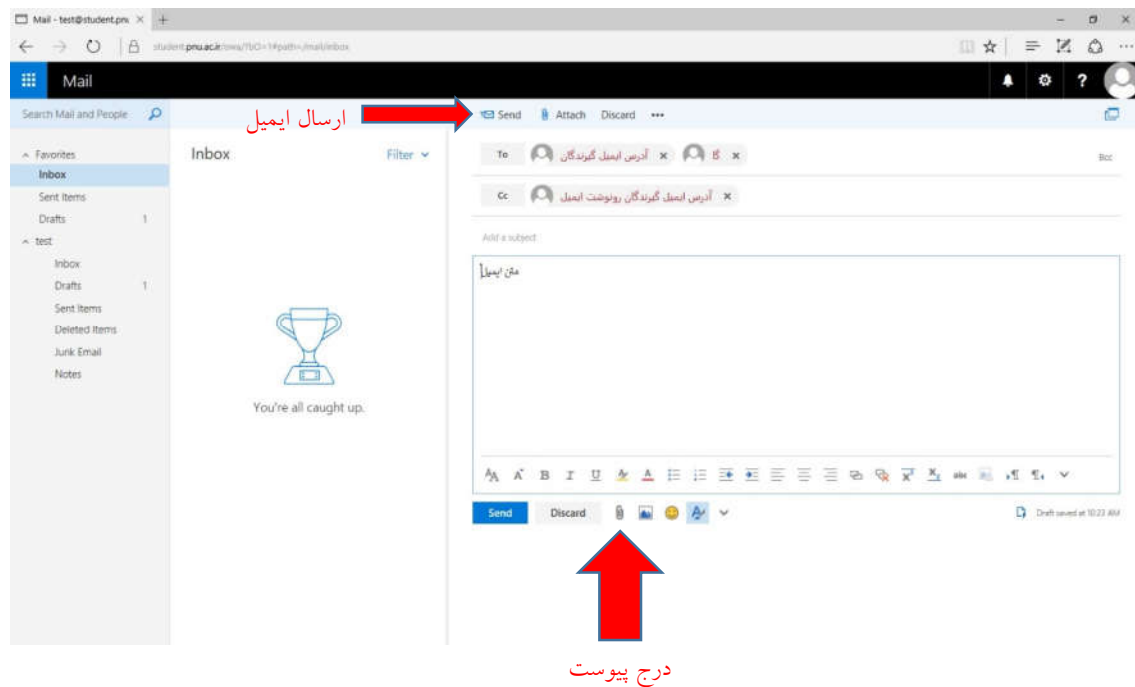 Mail - test@student.pnu
student.pnu.ac.ir/owa/?bO=1#path=/mail/inbox
Mail
?
Search Mail and People
ارسال ایمیل
Send Attach Discard •••
Favorites
Inbox
Sent Items
Drafts 1
test
Inbox
Drafts 1
Sent Items
Deleted Items
Junk Email
Notes
Inbox Filter
You're all caught up.
To آدرس ایمیل گیرندگان × گا ×
Bcc
Cc آدرس ایمیل گیرندگان رونوشت ایمیل ×
Add a subject
متن ایمیل
B I U abc
Send Discard
Draft saved at 10:23 AM
درج پیوست